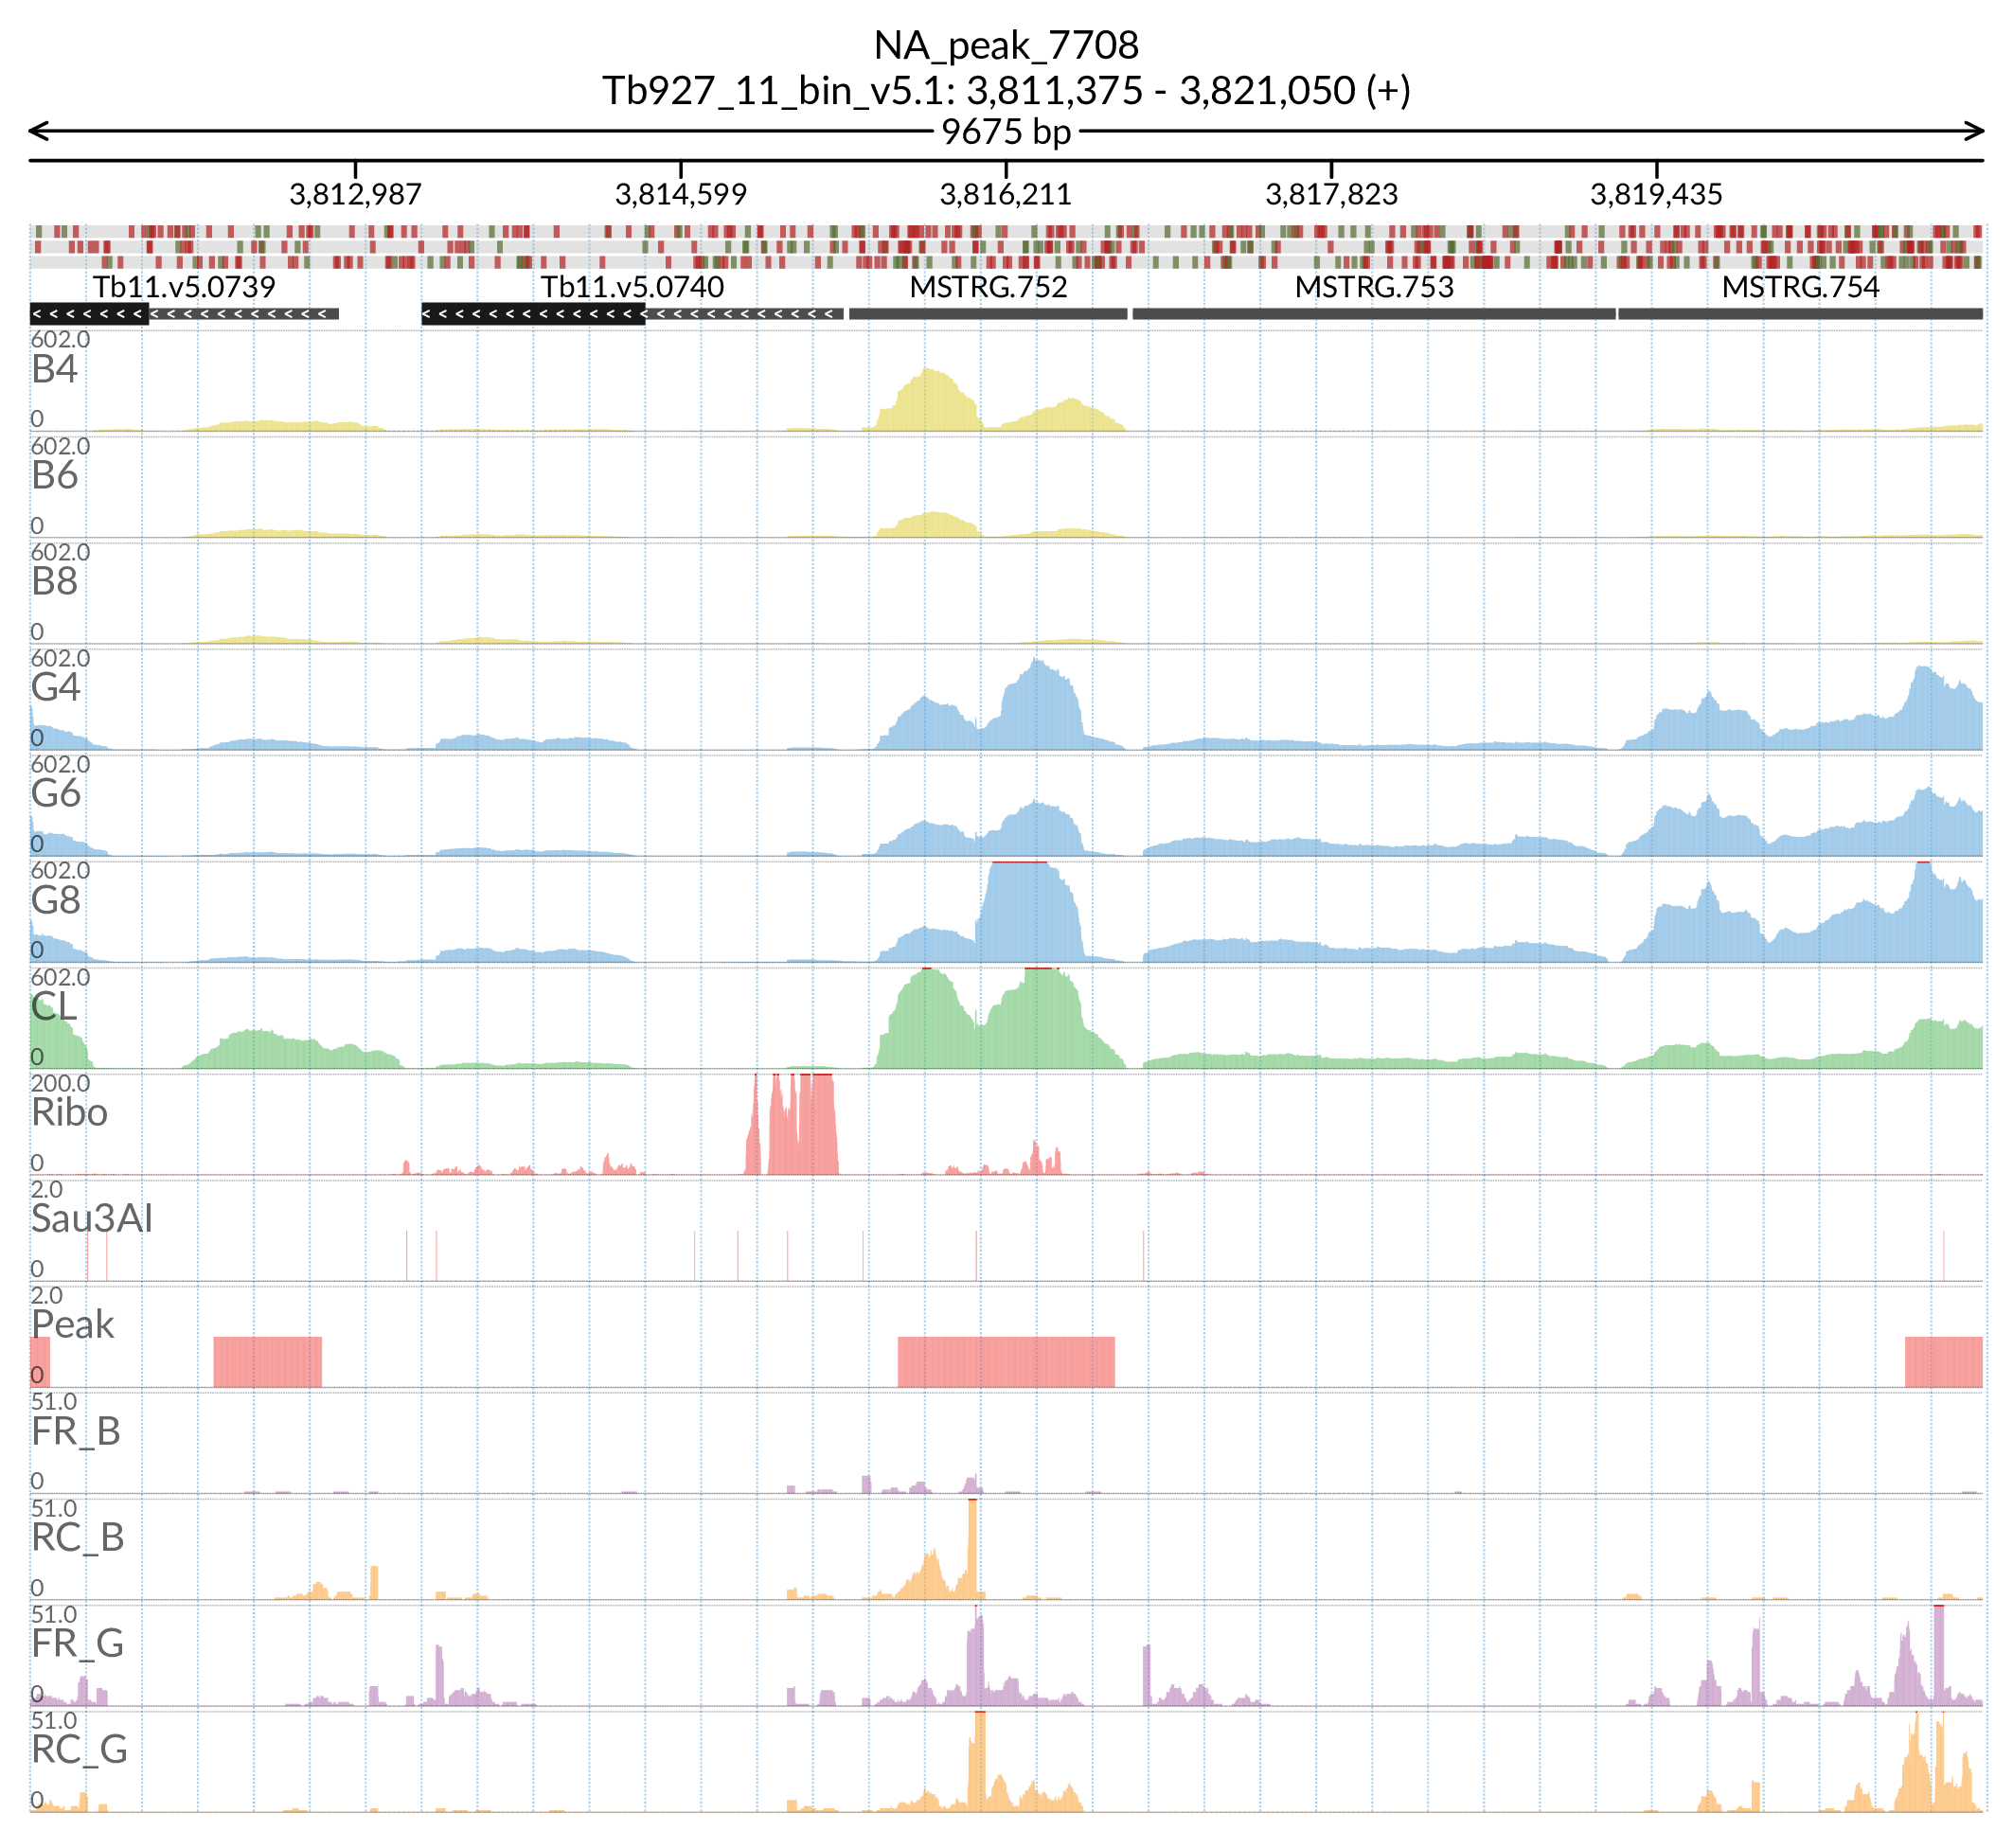 NA_peak_7708
Tb927_11_bin_v5.1: 3,811,375 - 3,821,050 (+)
9675 bp
3,812,987 3,814,599 3,816,211 3,817,823 3,819,435
Tb11.v5.0739 Tb11.v5.0740 MSTRG.752 MSTRG.753 MSTRG.754
602.0
B4
0
602.0
B6
0
602.0
B8
0
602.0
G4
0
602.0
G6
0
602.0
G8
0
602.0
CL
0
200.0
Ribo
0
2.0
Sau3AI
0
2.0
Peak
0
51.0
FR_B
0
51.0
RC_B
0
51.0
FR_G
0
51.0
RC_G
0